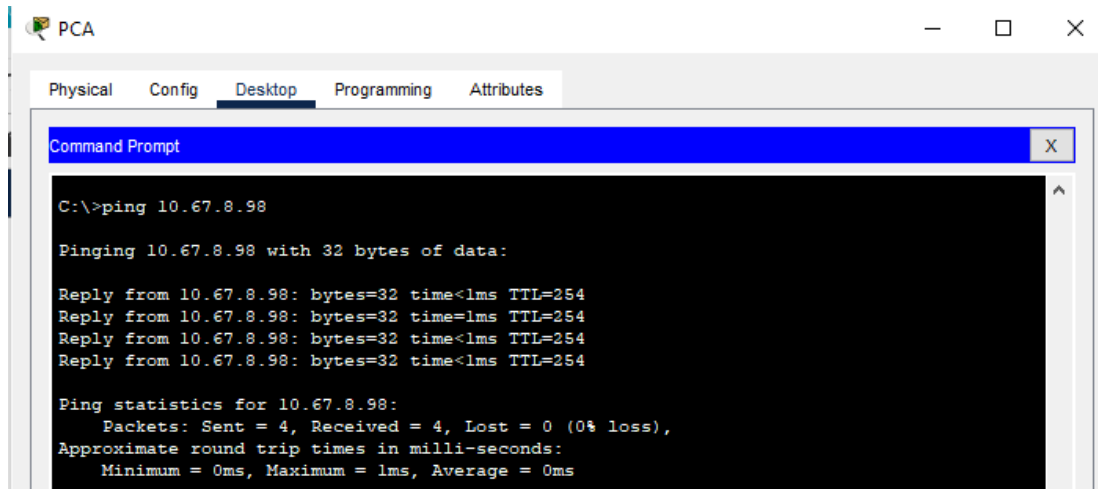 PCA
Physical Config Desktop Programming Attributes
Command Prompt X
C:\>ping 10.67.8.98
Pinging 10.67.8.98 with 32 bytes of data:
Reply from 10.67.8.98: bytes=32 time<1ms TTL=254
Reply from 10.67.8.98: bytes=32 time=1ms TTL=254
Reply from 10.67.8.98: bytes=32 time<1ms TTL=254
Reply from 10.67.8.98: bytes=32 time<1ms TTL=254
Ping statistics for 10.67.8.98:
Packets: Sent = 4, Received = 4, Lost = 0 (0% loss),
Approximate round trip times in milli-seconds:
Minimum = 0ms, Maximum = 1ms, Average = 0ms